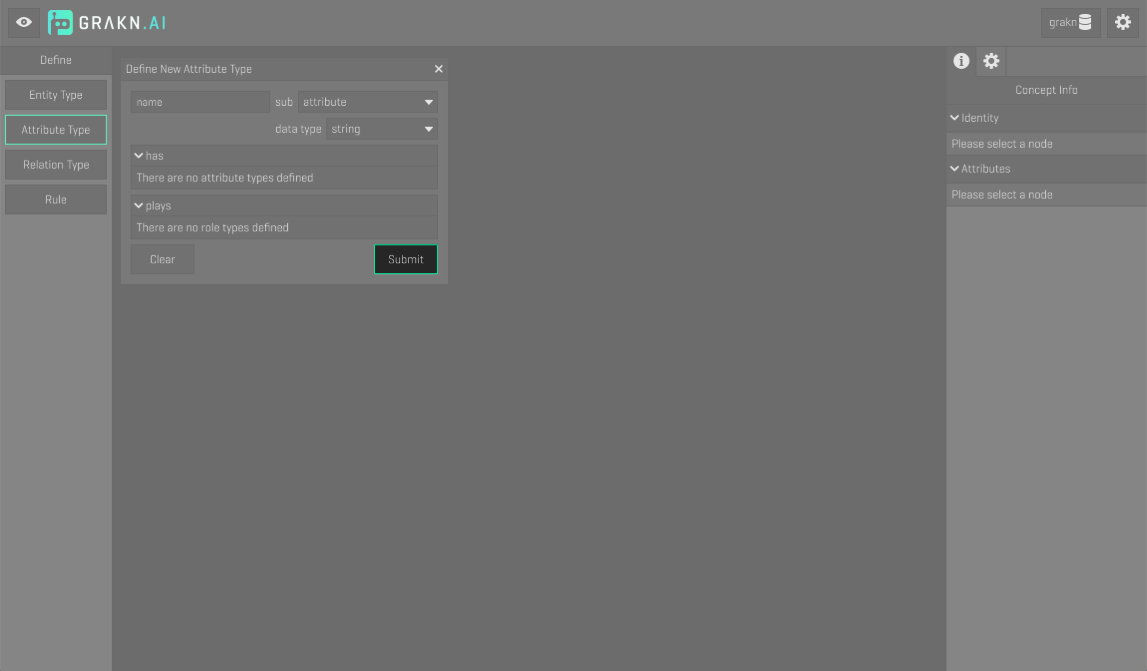 GRAKN.AI
grakn
Define
Entity Type
Attribute Type
Relation Type
Rule
Define New Attribute Type
name
sub
attribute
data type
string
has
There are no attribute types defined
plays
There are no role types defined
Clear
Submit
Concept Info
Identity
Please select a node
Attributes
Please select a node